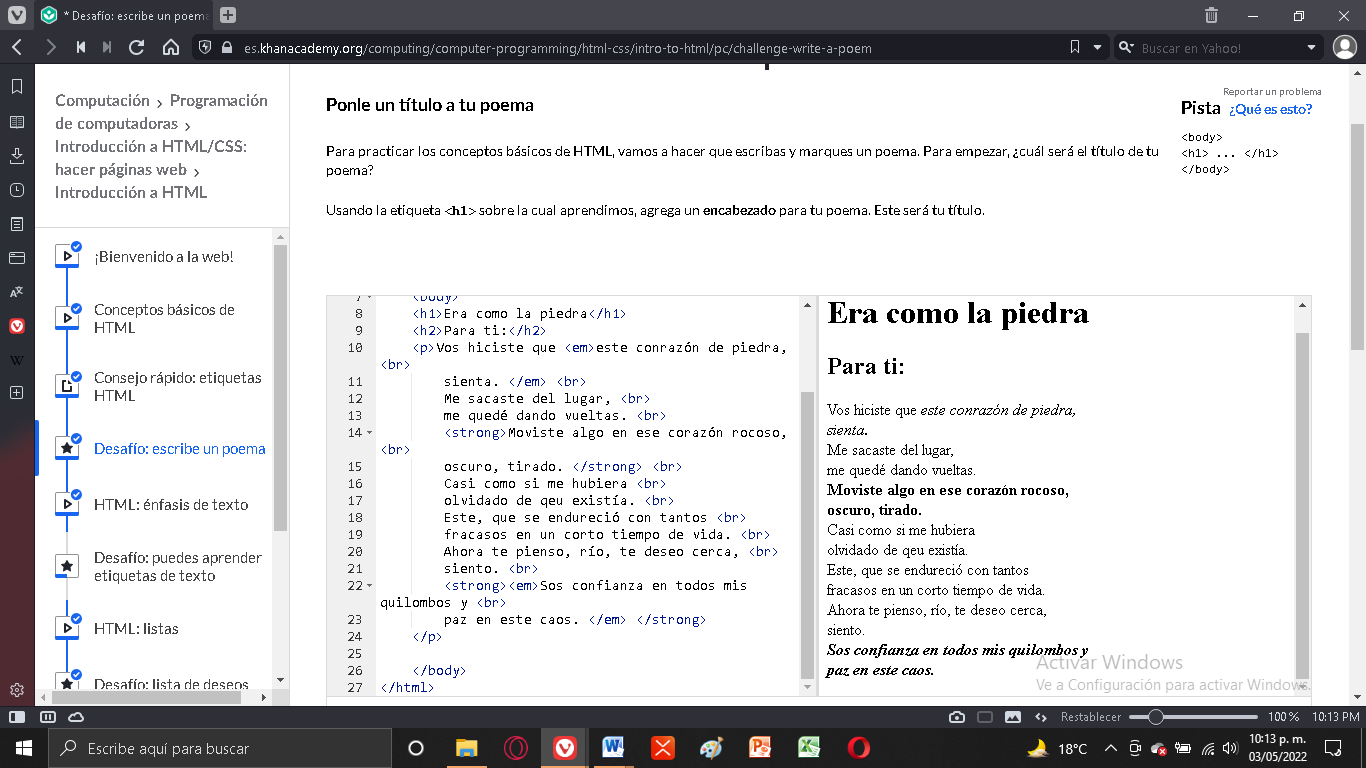 * Desafío: escribe un poema
es.khanacademy.org/computing/computer-programming/html-css/intro-to-html/pc/challenge-write-a-poem
Buscar en Yahoo!
Computación > Programación
de computadoras >
Introducción a HTML/CSS:
hacer páginas web >
Introducción a HTML
¡Bienvenido a la web!
Conceptos básicos de
HTML
Consejo rápido: etiquetas
HTML
Desafío: escribe un poema
HTML: énfasis de texto
Desafío: puedes aprender
etiquetas de texto
HTML: listas
Desafío: lista de deseos
Ponle un título a tu poema
Para practicar los conceptos básicos de HTML, vamos a hacer que escribas y marques un poema. Para empezar, ¿cuál será el título de tu
poema?
Usando la etiqueta <h1> sobre la cual aprendimos, agrega un encabezado para tu poema. Este será tu título.
Reportar un problema
Pista ¿Qué es esto?
<body>
<h1> ... </h1>
</body>
7 <body>
8 <h1>Era como la piedra</h1>
9 <h2>Para ti:</h2>
10 <p>Vos hiciste que <em>este conrazón de piedra,
<br>
11 sienta. </em> <br>
12 Me sacaste del lugar, <br>
13 me quedé dando vueltas. <br>
14 <strong>Moviste algo en ese corazón rocoso,
<br>
15 oscuro, tirado. </strong> <br>
16 Casi como si me hubiera <br>
17 olvidado de qeu existía. <br>
18 Este, que se endureció con tantos <br>
19 fracasos en un corto tiempo de vida. <br>
20 Ahora te pienso, río, te deseo cerca, <br>
21 siento. <br>
22 <strong><em>Sos confianza en todos mis
quilombos y <br>
23 paz en este caos. </em> </strong>
24 </p>
25
26 </body>
27 </html>
Era como la piedra
Para ti:
Vos hiciste que este conrazón de piedra,
sienta.
Me sacaste del lugar,
me quedé dando vueltas.
Moviste algo en ese corazón rocoso,
oscuro, tirado.
Casi como si me hubiera
olvidado de qeu existía.
Este, que se endureció con tantos
fracasos en un corto tiempo de vida.
Ahora te pienso, río, te deseo cerca,
siento.
Sos confianza en todos mis quilombos y
paz en este caos.
Activar Windows
Ve a Configuración para activar Windows.
Restablecer 100 % 10:13 PM
Escribe aquí para buscar
18°C
10:13 p. m.
03/05/2022